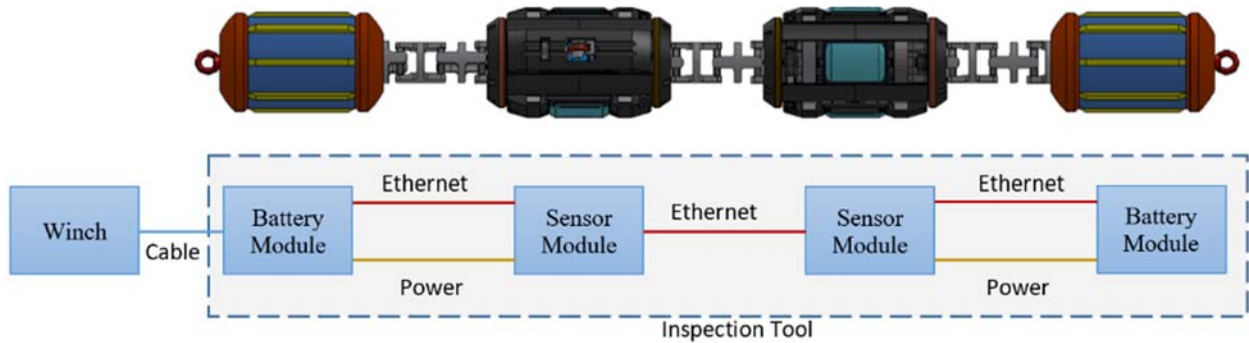 Winch
Cable
Battery
Module
Ethernet
Power
Sensor
Module
Ethernet
Sensor
Module
Ethernet
Power
Battery
Module
Inspection Tool